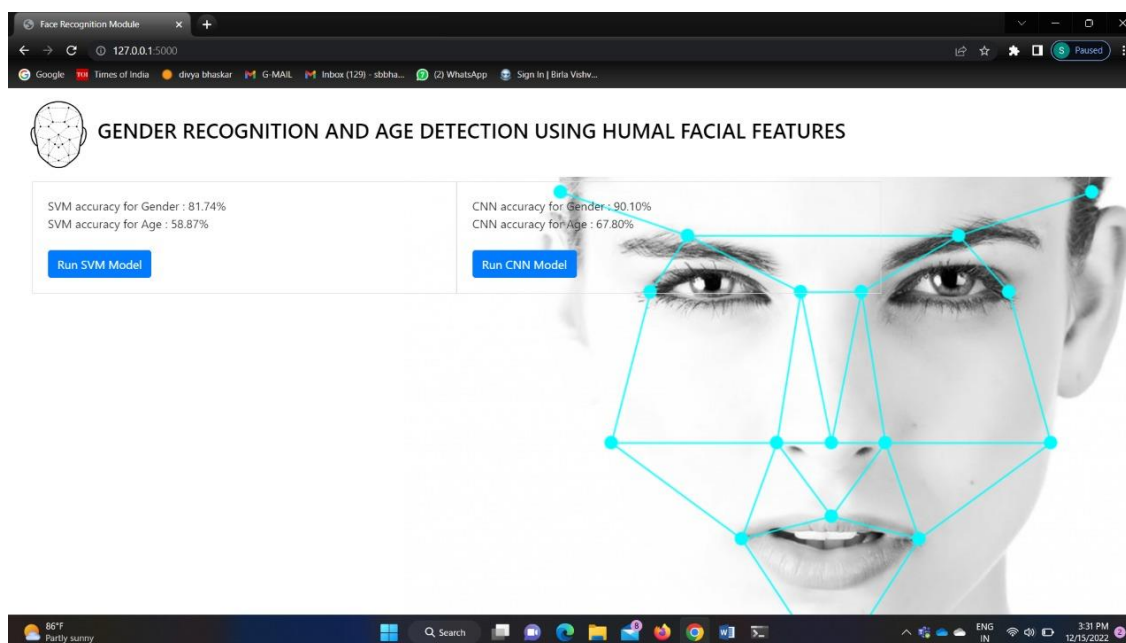 Face Recognition Module
127.0.0.1:5000
Paused
Google Times of India divya bhaskar G-MAIL Inbox (129) - sbbha... (2) WhatsApp Sign In | Birla Vishv...
GENDER RECOGNITION AND AGE DETECTION USING HUMAL FACIAL FEATURES
SVM accuracy for Gender : 81.74%
SVM accuracy for Age : 58.87%
Run SVM Model
CNN accuracy for Gender : 90.10%
CNN accuracy for Age : 67.80%
Run CNN Model
86°F
Partly sunny
Search
ENG
IN
3:31 PM
12/15/2022